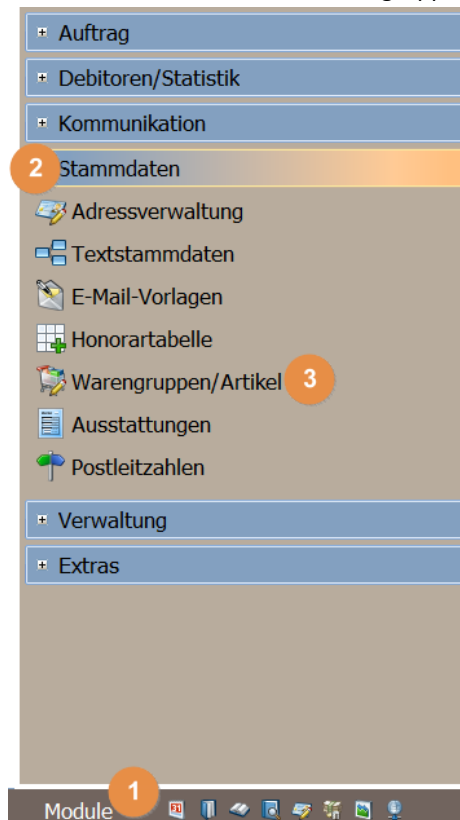 Auftrag
Debitoren/Statistik
Kommunikation
2 Stammdaten
Adressverwaltung
Textstammdaten
E-Mail-Vorlagen
Honorartabelle
Warengruppen/Artikel 3
Ausstattungen
Postleitzahlen
Verwaltung
Extras
Module 1